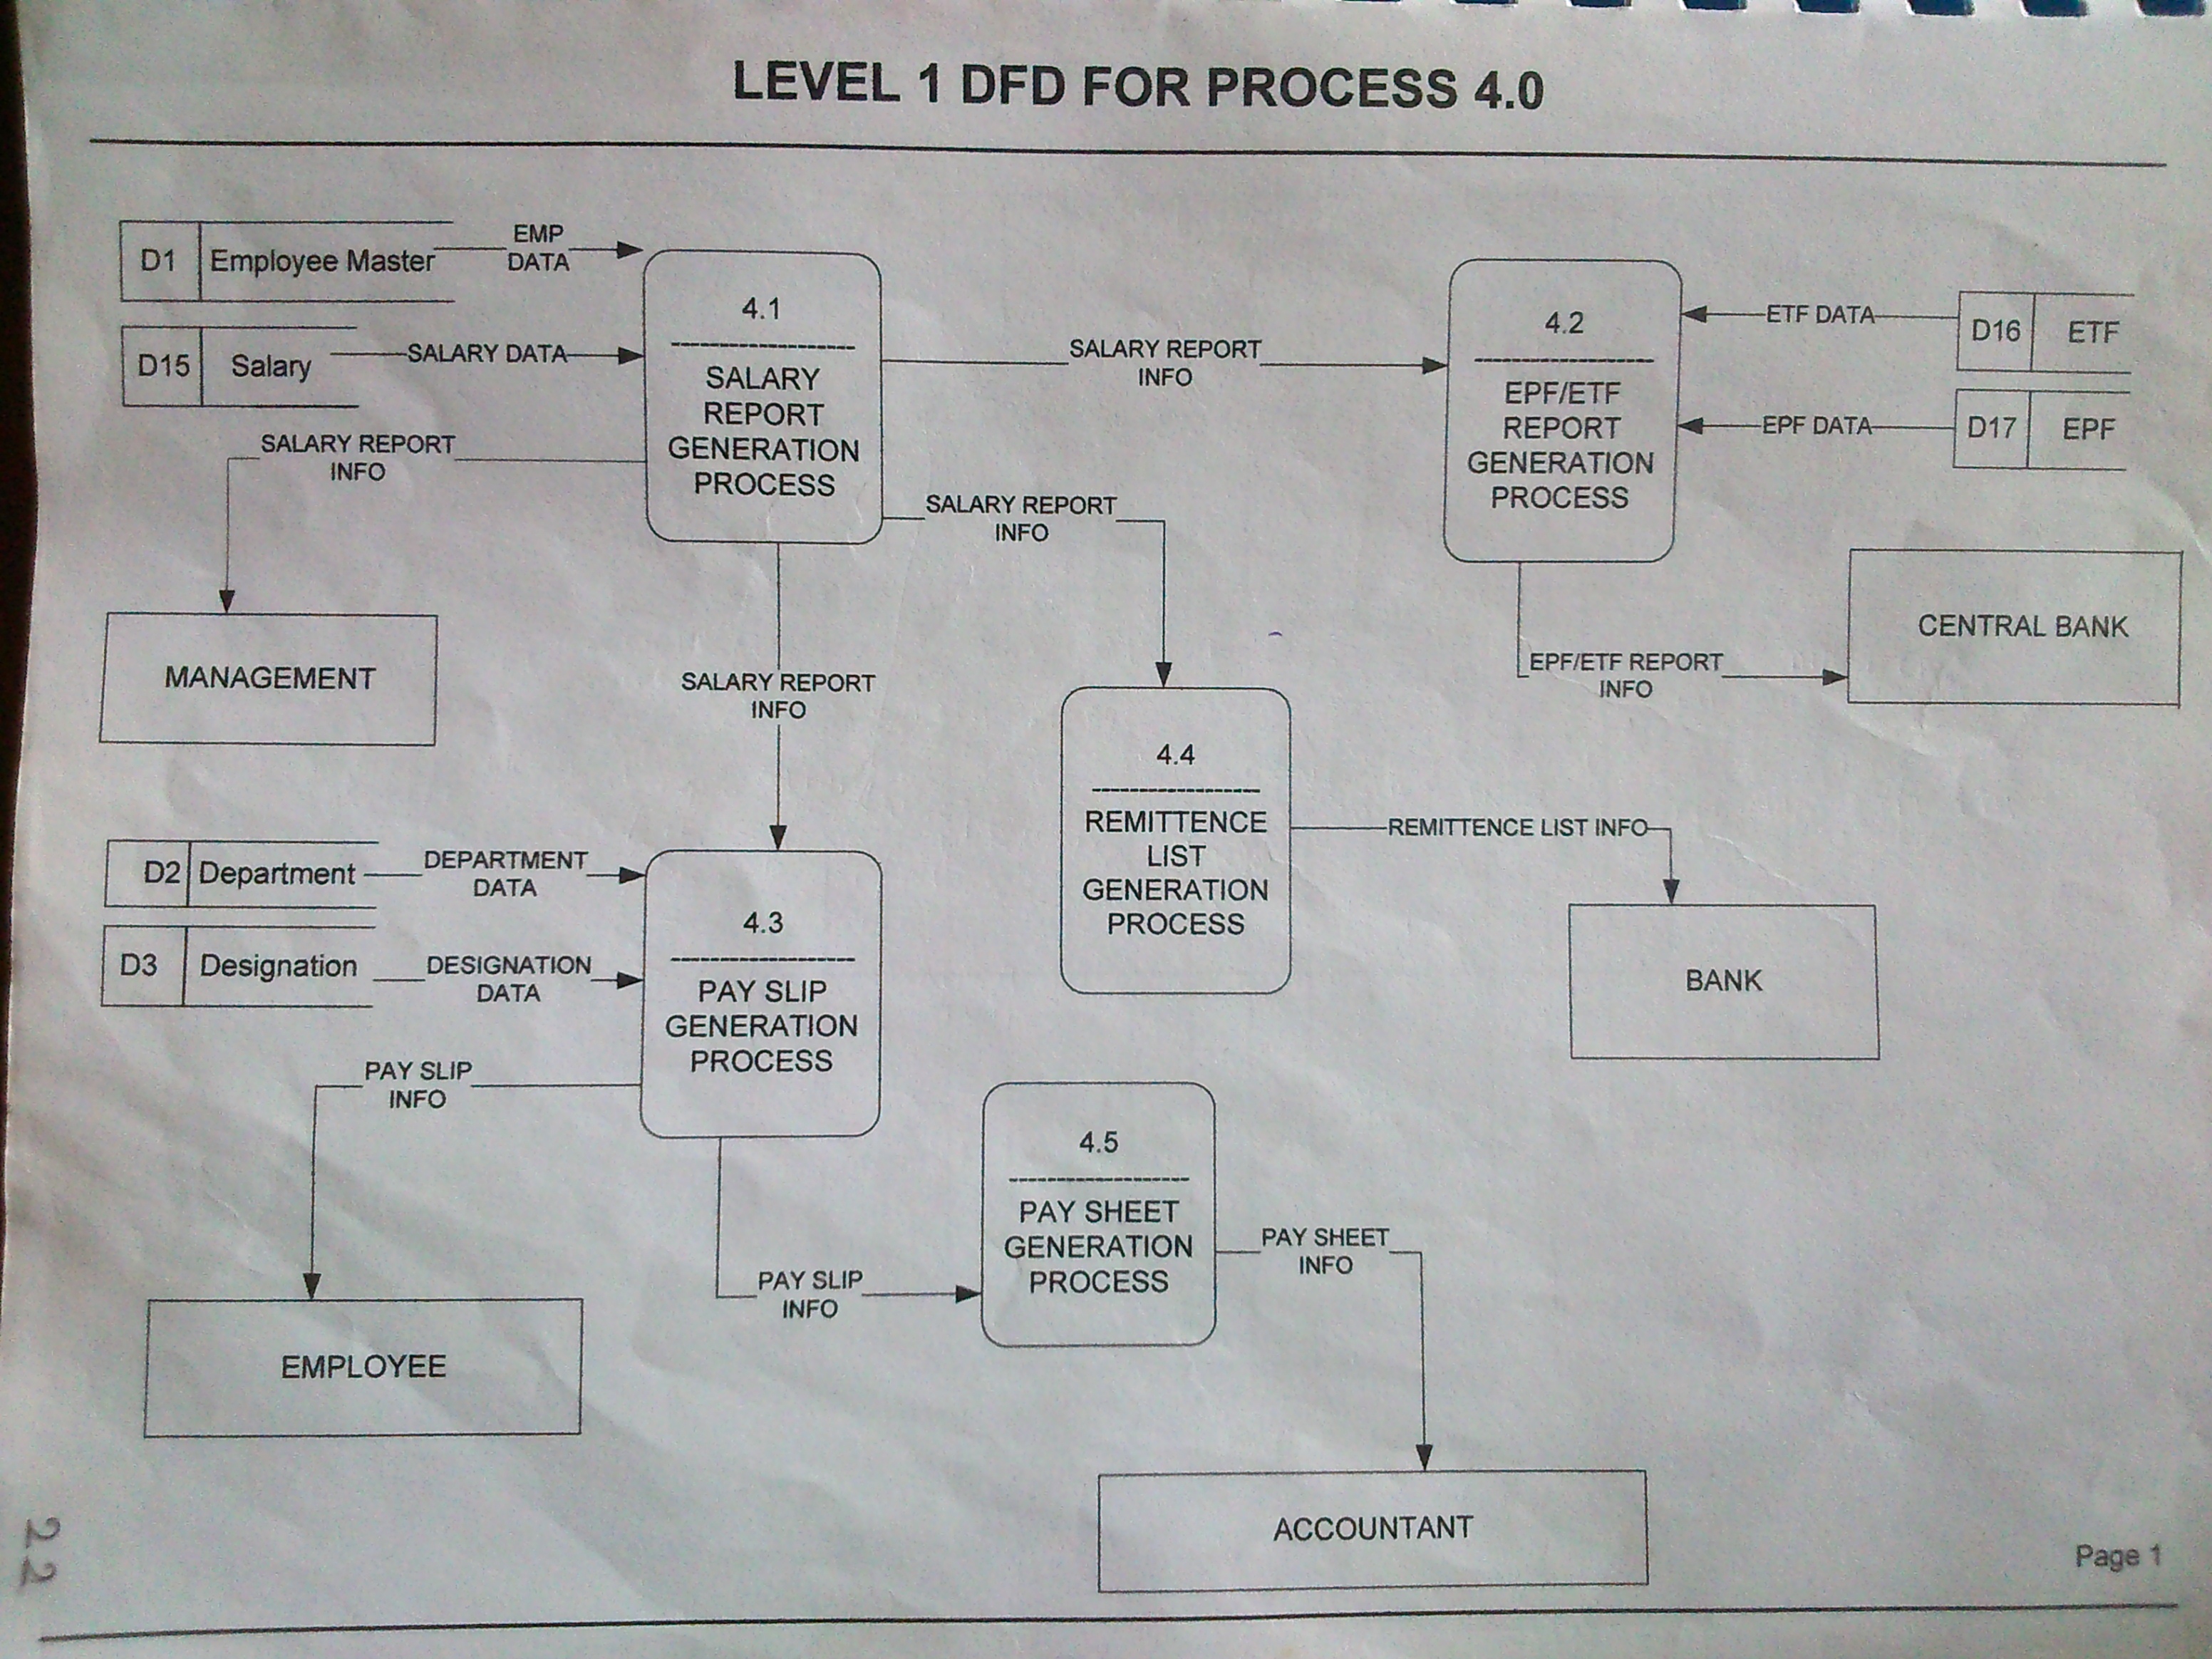 LEVEL 1 DFD FOR PROCESS 4.0
D1 Employee Master
EMP
DATA
D15 Salary
SALARY DATA
4.1
SALARY
REPORT
GENERATION
PROCESS
SALARY REPORT
INFO
4.2
EPF/ETF
REPORT
GENERATION
PROCESS
ETF DATA
D16 ETF
EPF DATA
D17 EPF
SALARY REPORT
INFO
SALARY REPORT
INFO
MANAGEMENT
SALARY REPORT
INFO
EPF/ETF REPORT
INFO
CENTRAL BANK
4.4
REMITTENCE
LIST
GENERATION
PROCESS
REMITTENCE LIST INFO
BANK
D2 Department
DEPARTMENT
DATA
D3 Designation
DESIGNATION
DATA
4.3
PAY SLIP
GENERATION
PROCESS
PAY SLIP
INFO
EMPLOYEE
PAY SLIP
INFO
4.5
PAY SHEET
GENERATION
PROCESS
PAY SHEET
INFO
ACCOUNTANT
22
Page 1